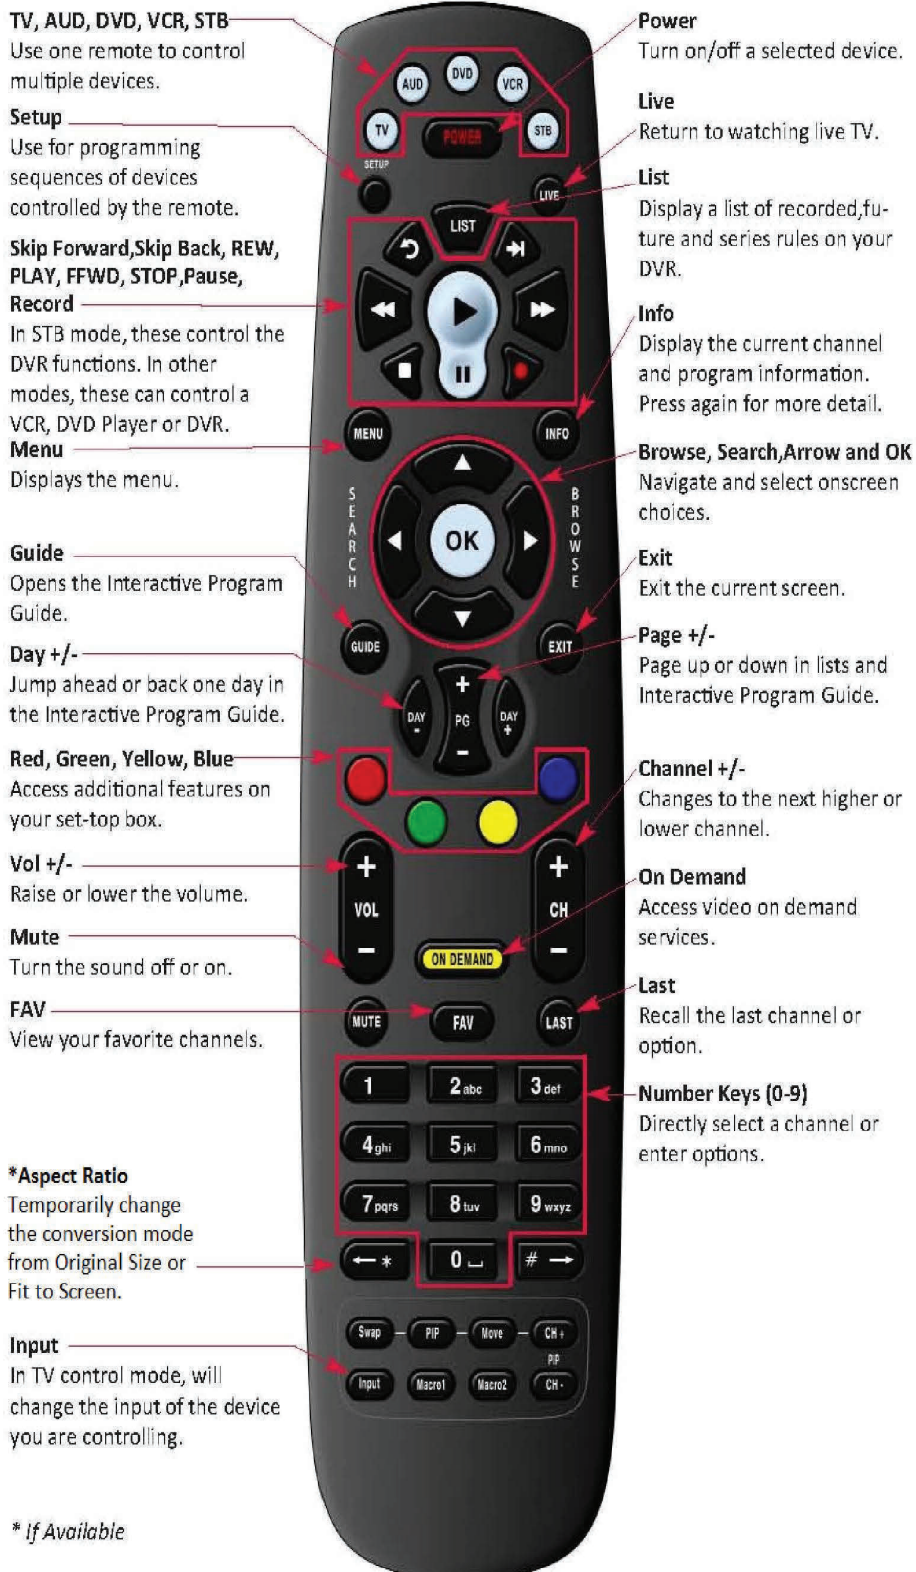 TV, AUD, DVD, VCR, STB
Use one remote to control
multiple devices.
Setup
Use for programming
sequences of devices
controlled by the remote.
Skip Forward,Skip Back, REW,
PLAY, FFWD, STOP,Pause,
Record
In STB mode, these control the
DVR functions. In other
modes, these can control a
VCR, DVD Player or DVR.
Menu
Displays the menu.
Guide
Opens the Interactive Program
Guide.
Day +/-
Jump ahead or back one day in
the Interactive Program Guide.
Red, Green, Yellow, Blue
Access additional features on
your set-top box.
Vol +/-
Raise or lower the volume.
Mute
Turn the sound off or on.
FAV
View your favorite channels.
*Aspect Ratio
Temporarily change
the conversion mode
from Original Size or
Fit to Screen.
Input
In TV control mode, will
change the input of the device
you are controlling.
* If Available
AUD DVD VCR
TV POWER STB
SETUP
LIVE
LIST
MENU INFO
SEARCH BROWSE
OK
GUIDE EXIT
+
DAY - PG DAY +
-
+ +
VOL CH
- -
ON DEMAND
MUTE FAV LAST
1 2 abc 3 def
4 ghi 5 jkl 6 mno
7 pqrs 8 tuv 9 wxyz
← * 0 ⎵ # →
Swap PIP Move CH +
PIP
Input Macro1 Macro2 CH -
Power
Turn on/off a selected device.
Live
Return to watching live TV.
List
Display a list of recorded,fu-
ture and series rules on your
DVR.
Info
Display the current channel
and program information.
Press again for more detail.
Browse, Search,Arrow and OK
Navigate and select onscreen
choices.
Exit
Exit the current screen.
Page +/-
Page up or down in lists and
Interactive Program Guide.
Channel +/-
Changes to the next higher or
lower channel.
On Demand
Access video on demand
services.
Last
Recall the last channel or
option.
Number Keys (0-9)
Directly select a channel or
enter options.